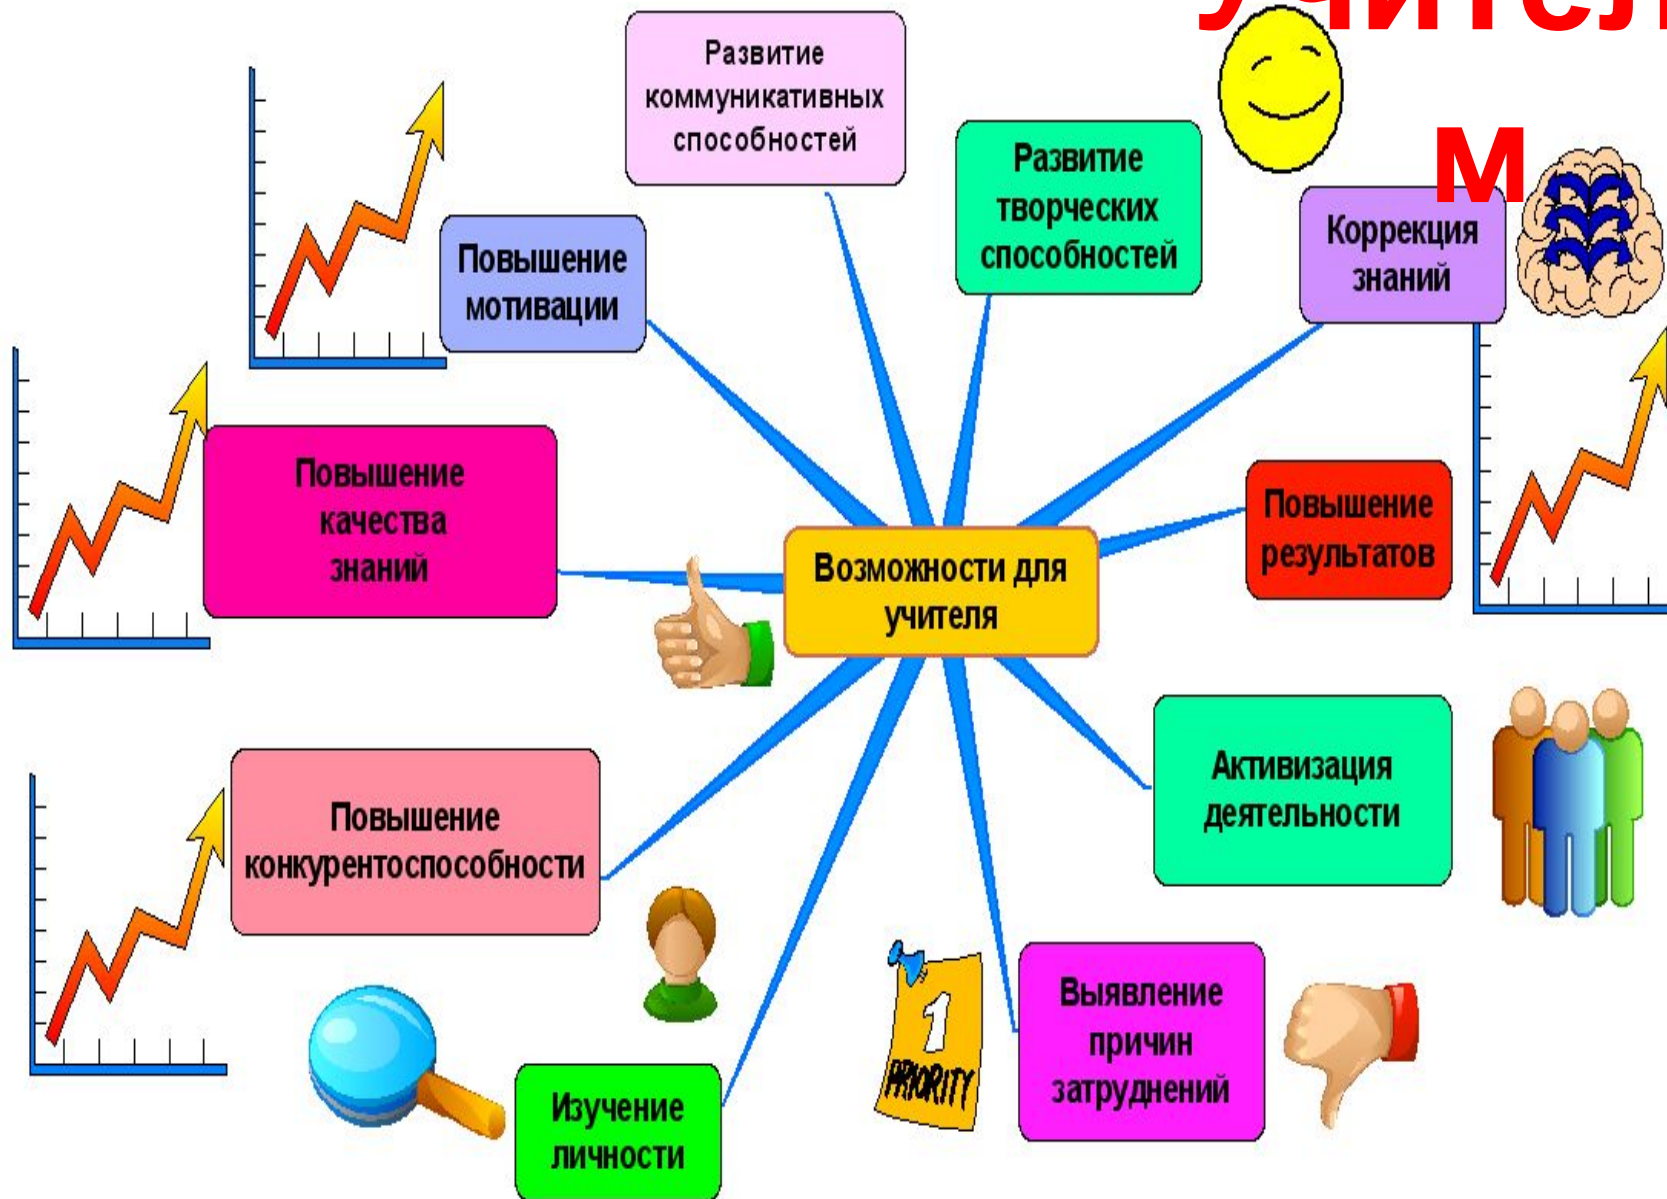 учител
м
Развитие
коммуникативных
способностей
Развитие
творческих
способностей
Коррекция
знаний
Повышение
мотивации
Повышение
качества
знаний
Повышение
результатов
Возможности для
учителя
Активизация
деятельности
Повышение
конкурентоспособности
Выявление
причин
затруднений
1
PRIORITY
Изучение
личности